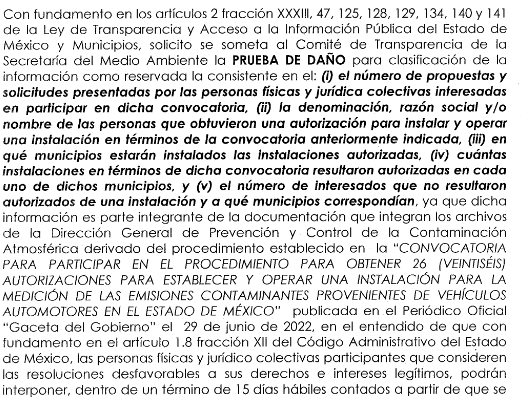 Con fundamento en los artículos 2 fracción XXXIII, 47, 125, 128, 129, 134, 140 y 141
de la Ley de Transparencia y Acceso a la Información Pública del Estado de
México y Municipios, solicito se someta al Comité de Transparencia de la
Secretaría del Medio Ambiente la PRUEBA DE DAÑO para clasificación de la
información como reservada la consistente en el: (i) el número de propuestas y
solicitudes presentadas por las personas físicas y jurídica colectivas interesadas
en participar en dicha convocatoria, (ii) la denominación, razón social y/o
nombre de las personas que obtuvieron una autorización para instalar y operar
una instalación en términos de la convocatoria anteriormente indicada, (iii) en
qué municipios estarán instalados las instalaciones autorizadas, (iv) cuántas
instalaciones en términos de dicha convocatoria resultaron autorizadas en cada
uno de dichos municipios, y (v) el número de interesados que no resultaron
autorizados de una instalación y a qué municipios correspondían, ya que dicha
información es parte integrante de la documentación que integran los archivos
de la Dirección General de Prevención y Control de la Contaminación
Atmosférica derivado del procedimiento establecido en la "CONVOCATORIA
PARA PARTICIPAR EN EL PROCEDIMIENTO PARA OBTENER 26 (VEINTISÉIS)
AUTORIZACIONES PARA ESTABLECER Y OPERAR UNA INSTALACIÓN PARA LA
MEDICIÓN DE LAS EMISIONES CONTAMINANTES PROVENIENTES DE VEHÍCULOS
AUTOMOTORES EN EL ESTADO DE MÉXICO" publicada en el Periódico Oficial
"Gaceta del Gobierno" el 29 de junio de 2022, en el entendido de que con
fundamento en el artículo 1.8 fracción XII del Código Administrativo del Estado
de México, las personas físicas y jurídico colectivas participantes que consideren
las resoluciones desfavorables a sus derechos e intereses legítimos, podrán
interponer, dentro de un término de 15 días hábiles contados a partir de que se